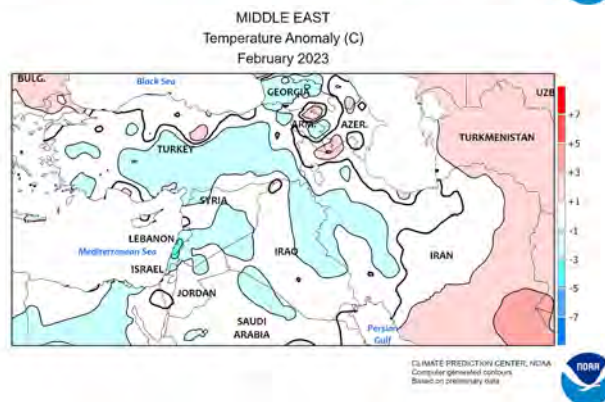 MIDDLE EAST
Temperature Anomaly (C)
February 2023
BULG.
Black Sea
GEORGIA
UZB
ARM.
AZER.
TURKMENISTAN
TURKEY
SYRIA
LEBANON
Mediterranean Sea
ISRAEL
IRAQ
IRAN
JORDAN
SAUDI
ARABIA
Persian
Gulf
+7
+5
+3
+1
-1
-3
-5
-7
CLIMATE PREDICTION CENTER, NOAA
Computer generated contours
Based on preliminary data
NOAA